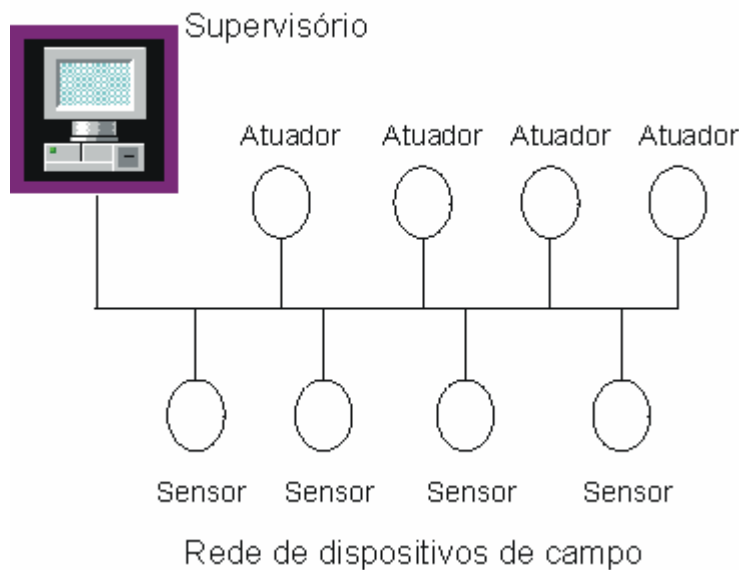 Supervisório
Atuador Atuador Atuador Atuador
Sensor Sensor Sensor Sensor
Rede de dispositivos de campo